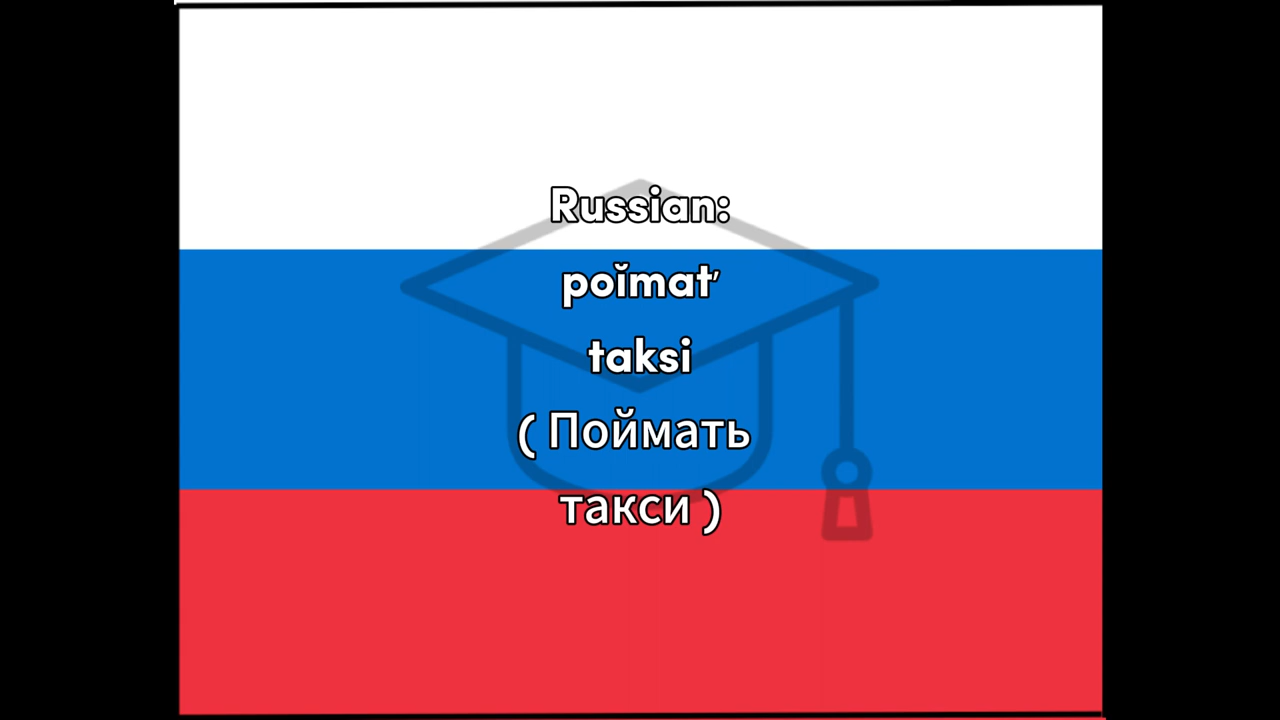 Russian:
poĭmatʹ
taksi
( Поймать
такси )